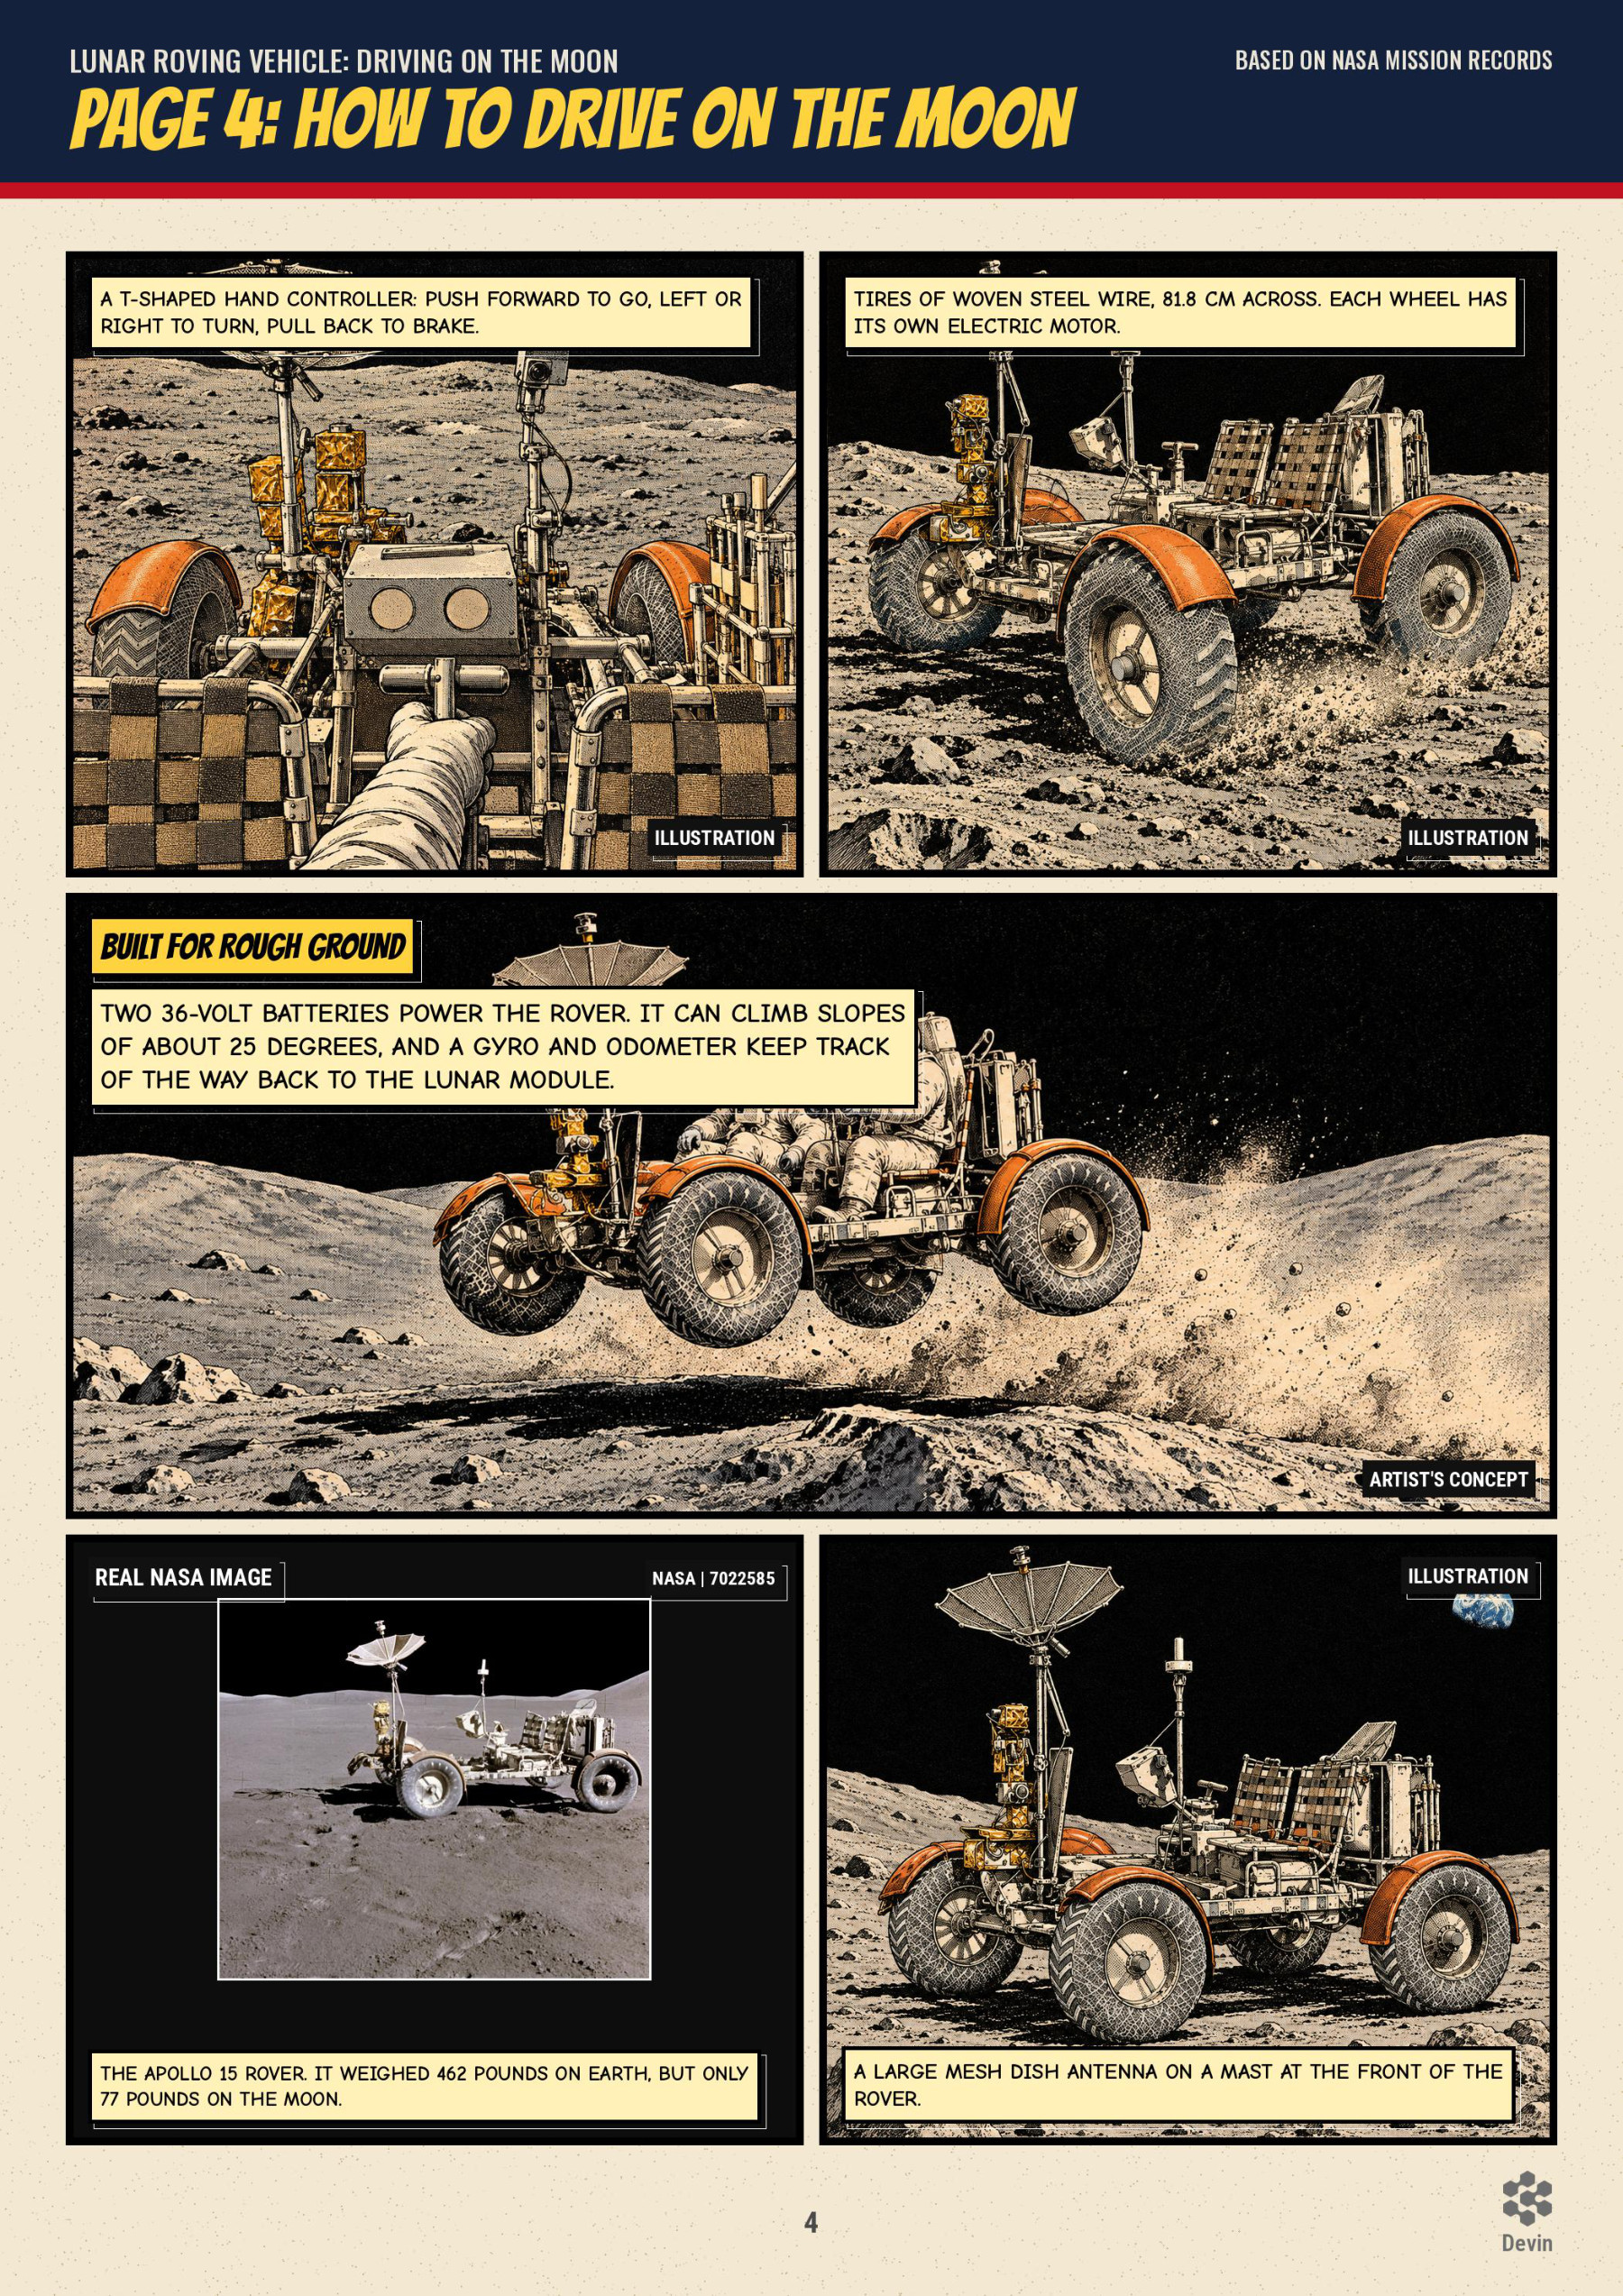 LUNAR ROVING VEHICLE: DRIVING ON THE MOON
BASED ON NASA MISSION RECORDS
PAGE 4: HOW TO DRIVE ON THE MOON
A T-SHAPED HAND CONTROLLER: PUSH FORWARD TO GO, LEFT OR
RIGHT TO TURN, PULL BACK TO BRAKE.
ILLUSTRATION
TIRES OF WOVEN STEEL WIRE, 81.8 CM ACROSS. EACH WHEEL HAS
ITS OWN ELECTRIC MOTOR.
ILLUSTRATION
BUILT FOR ROUGH GROUND
TWO 36-VOLT BATTERIES POWER THE ROVER. IT CAN CLIMB SLOPES
OF ABOUT 25 DEGREES, AND A GYRO AND ODOMETER KEEP TRACK
OF THE WAY BACK TO THE LUNAR MODULE.
ARTIST'S CONCEPT
REAL NASA IMAGE
NASA | 7022585
THE APOLLO 15 ROVER. IT WEIGHED 462 POUNDS ON EARTH, BUT ONLY
77 POUNDS ON THE MOON.
ILLUSTRATION
A LARGE MESH DISH ANTENNA ON A MAST AT THE FRONT OF THE
ROVER.
4
Devin